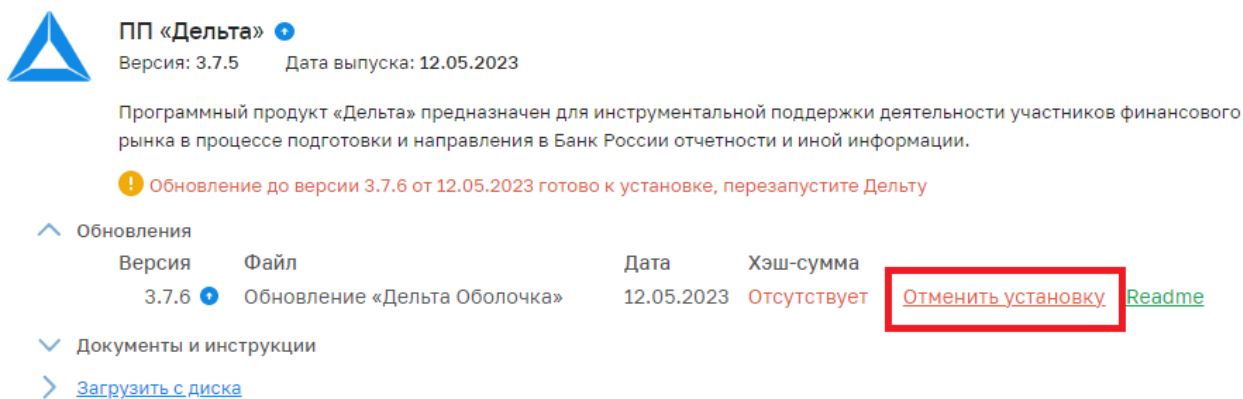 ПП «Дельта»
Версия: 3.7.5 Дата выпуска: 12.05.2023
Программный продукт «Дельта» предназначен для инструментальной поддержки деятельности участников финансового
рынка в процессе подготовки и направления в Банк России отчетности и иной информации.
Обновление до версии 3.7.6 от 12.05.2023 готово к установке, перезапустите Дельту
Обновления
Версия Файл Дата Хэш-сумма
3.7.6 Обновление «Дельта Оболочка» 12.05.2023 Отсутствует Отменить установку Readme
Документы и инструкции
Загрузить с диска